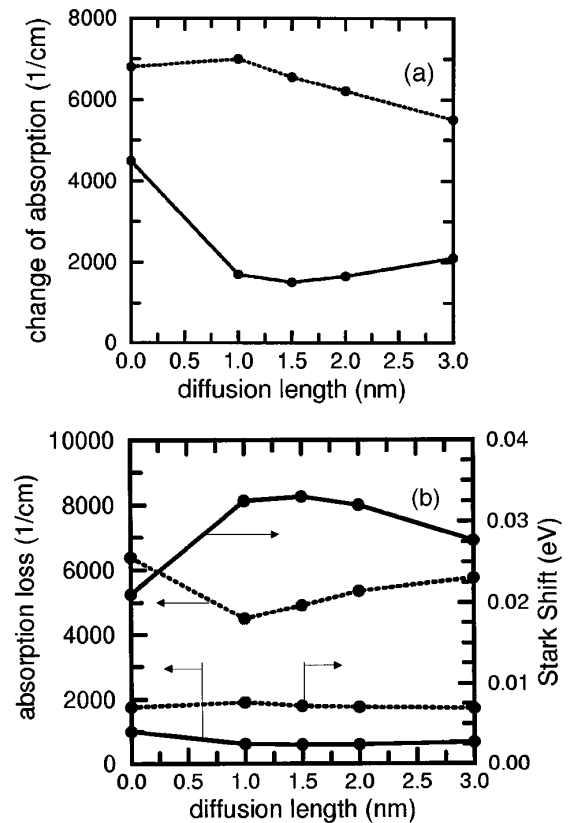 8000
(a)
6000
4000
2000
0
change of absorption (1/cm)
0.0 0.5 1.0 1.5 2.0 2.5 3.0
diffusion length (nm)
10000 0.04
(b)
8000
0.03
6000
0.02
4000
0.01
2000
0 0.00
absorption loss (1/cm)
Stark Shift (eV)
0.0 0.5 1.0 1.5 2.0 2.5 3.0
diffusion length (nm)